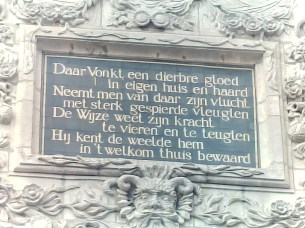 Daar Vonkt een dierbre gloed
In eigen huis en haard
Neemt men van daar zijn vlucht
met sterk gespierde vleuglen
De Wijze weet zijn kracht
te vieren en te teuglen
Hij kent de weelde hem
in 't welkom thuis bewaard